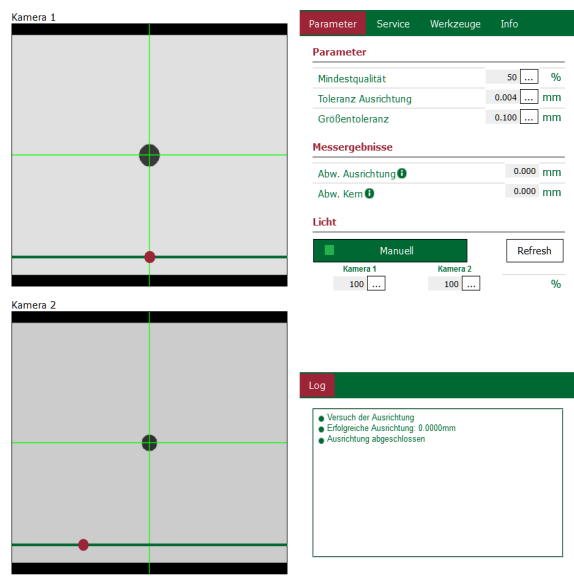 Kamera 1
Parameter Service Werkzeuge Info
Parameter
Mindestqualität 50 ... %
Toleranz Ausrichtung 0.004 ... mm
Größentoleranz 0.100 ... mm
Messergebnisse
Abw. Ausrichtung i 0.000 mm
Abw. Kern i 0.000 mm
Licht
Manuell Refresh
Kamera 1 Kamera 2
100 ... 100 ... %
Kamera 2
Log
Versuch der Ausrichtung
Erfolgreiche Ausrichtung: 0.0000mm
Ausrichtung abgeschlossen